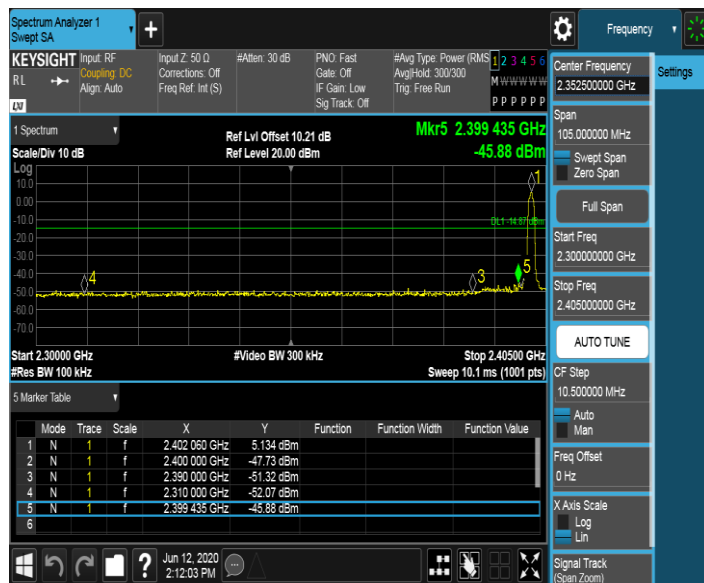 Spectrum Analyzer 1
Swept SA
+
Frequency
KEYSIGHT
RL
LXI
Input: RF
Coupling: DC
Align: Auto
Input Z: 50 Ω
Corrections: Off
Freq Ref: Int (S)
#Atten: 30 dB
PNO: Fast
Gate: Off
IF Gain: Low
Sig Track: Off
#Avg Type: Power (RMS
Avg|Hold: 300/300
Trig: Free Run
1 2 3 4 5 6
M W W W W W
P P P P P P
1 Spectrum
Scale/Div 10 dB
Ref Lvl Offset 10.21 dB
Ref Level 20.00 dBm
Mkr5 2.399 435 GHz
-45.88 dBm
Log
10.0
0.00
-10.0
-20.0
-30.0
-40.0
-50.0
-60.0
-70.0
1
DL1 -14.87 dBm
4
3
5
Start 2.30000 GHz
#Video BW 300 kHz
Stop 2.40500 GHz
#Res BW 100 kHz
Sweep 10.1 ms (1001 pts)
5 Marker Table
Mode Trace Scale X Y Function Function Width Function Value
1 N 1 f 2.402 060 GHz 5.134 dBm
2 N 1 f 2.400 000 GHz -47.73 dBm
3 N 1 f 2.390 000 GHz -51.32 dBm
4 N 1 f 2.310 000 GHz -52.07 dBm
5 N 1 f 2.399 435 GHz -45.88 dBm
6
?
Jun 12, 2020
2:12:03 PM
Center Frequency
2.352500000 GHz
Settings
Span
105.000000 MHz
Swept Span
Zero Span
Full Span
Start Freq
2.300000000 GHz
Stop Freq
2.405000000 GHz
AUTO TUNE
CF Step
10.500000 MHz
Auto
Man
Freq Offset
0 Hz
X Axis Scale
Log
Lin
Signal Track
(Span Zoom)